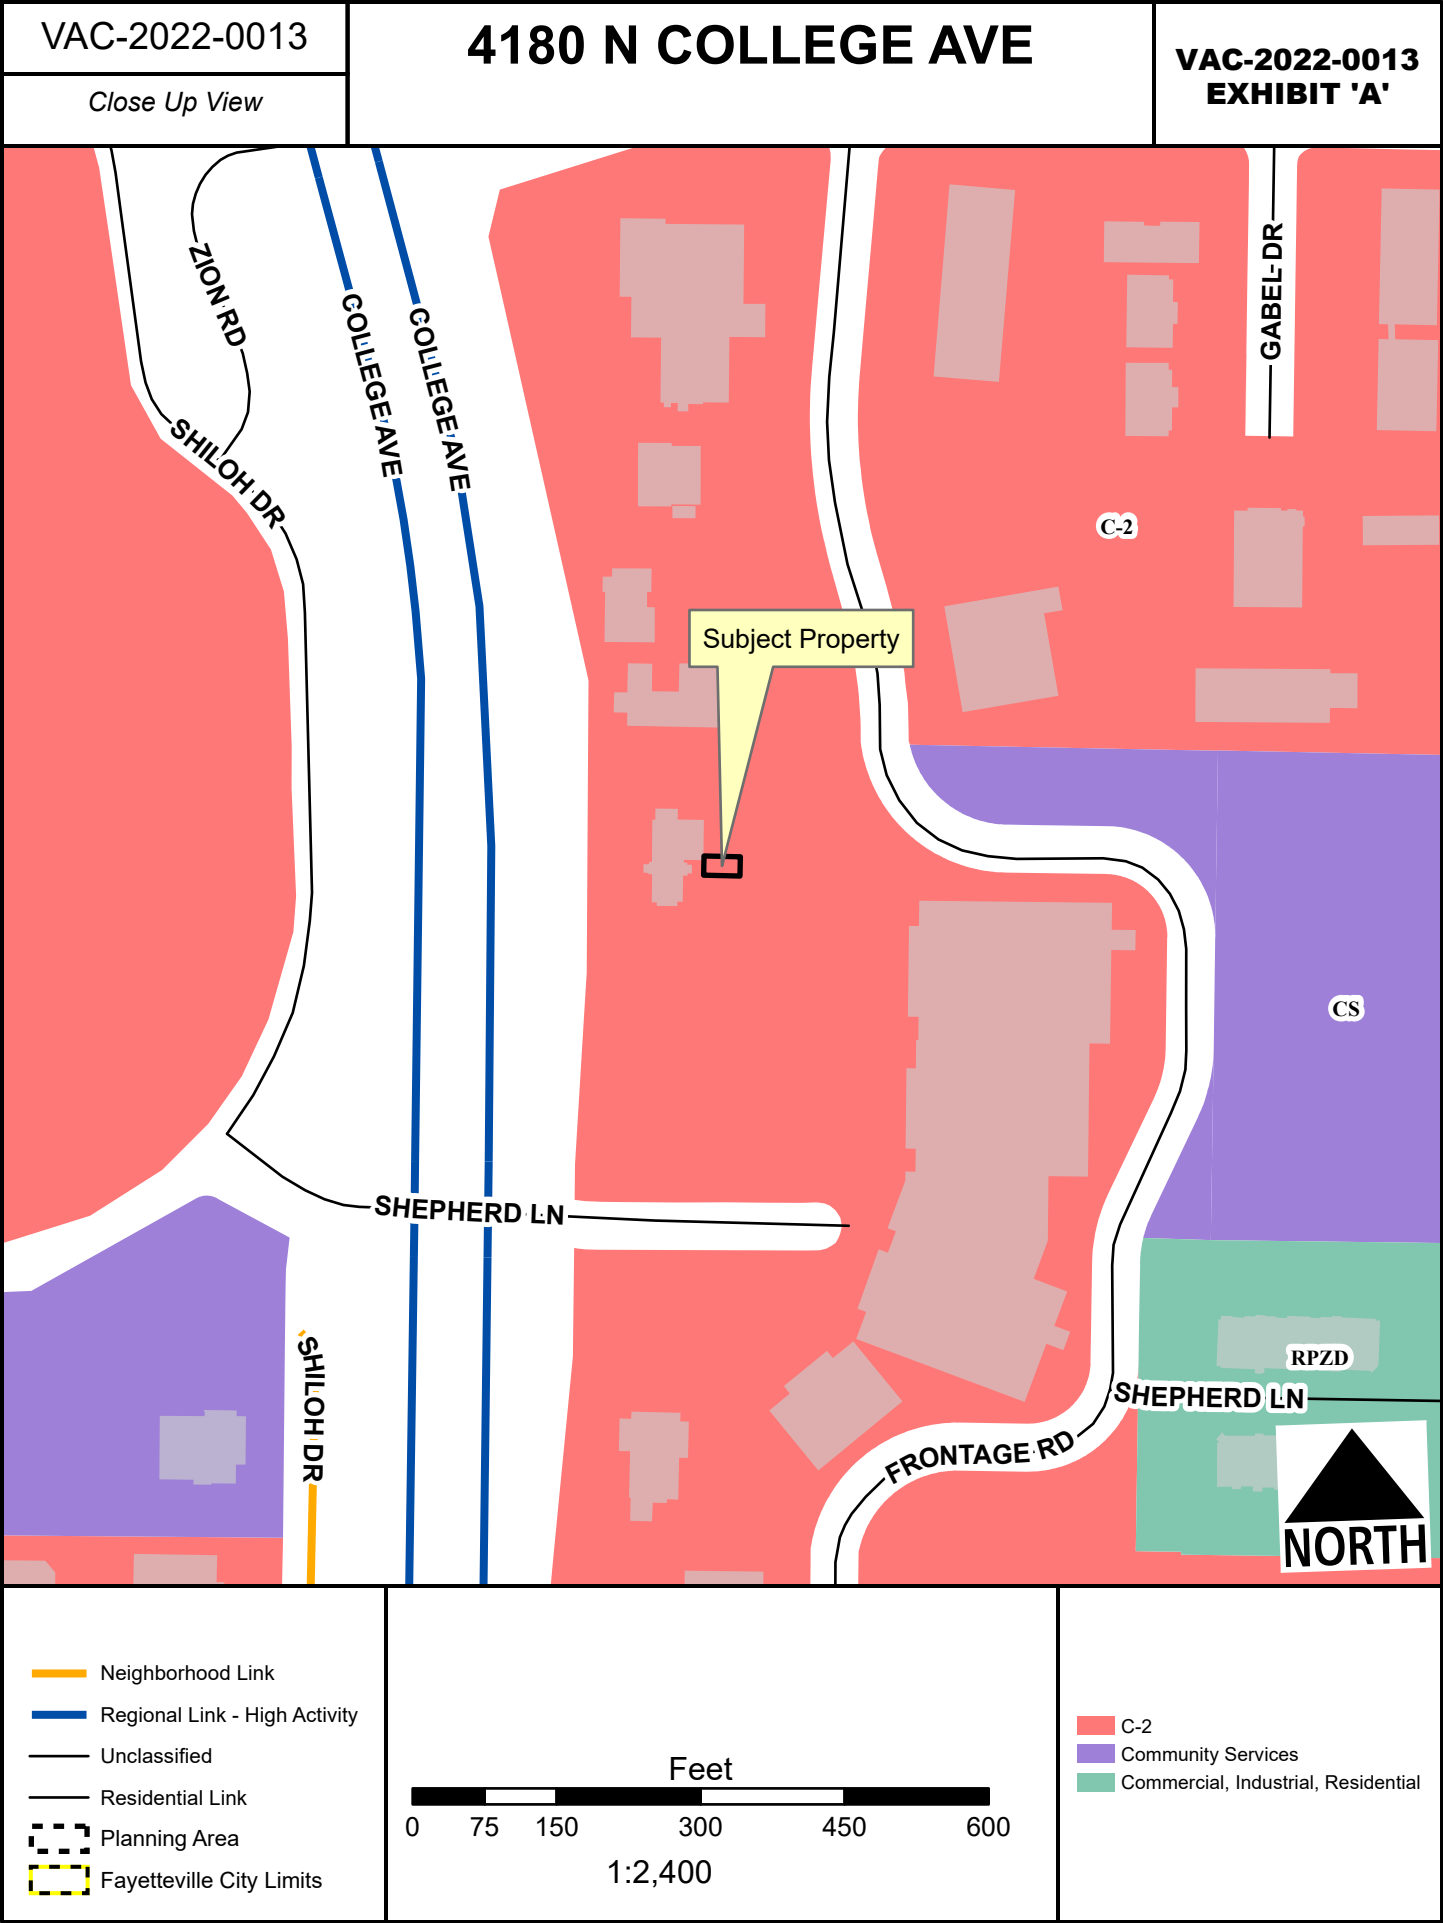 VAC-2022-0013
Close Up View
4180 N COLLEGE AVE
VAC-2022-0013
EXHIBIT 'A'
ZION RD
COLLEGE AVE
COLLEGE AVE
GABEL DR
SHILOH DR
C-2
Subject Property
CS
SHEPHERD LN
SHILOH DR
RPZD
SHEPHERD LN
FRONTAGE RD
NORTH
Neighborhood Link
Regional Link - High Activity
Unclassified
Residential Link
Planning Area
Fayetteville City Limits
Feet
0 75 150 300 450 600
1:2,400
C-2
Community Services
Commercial, Industrial, Residential